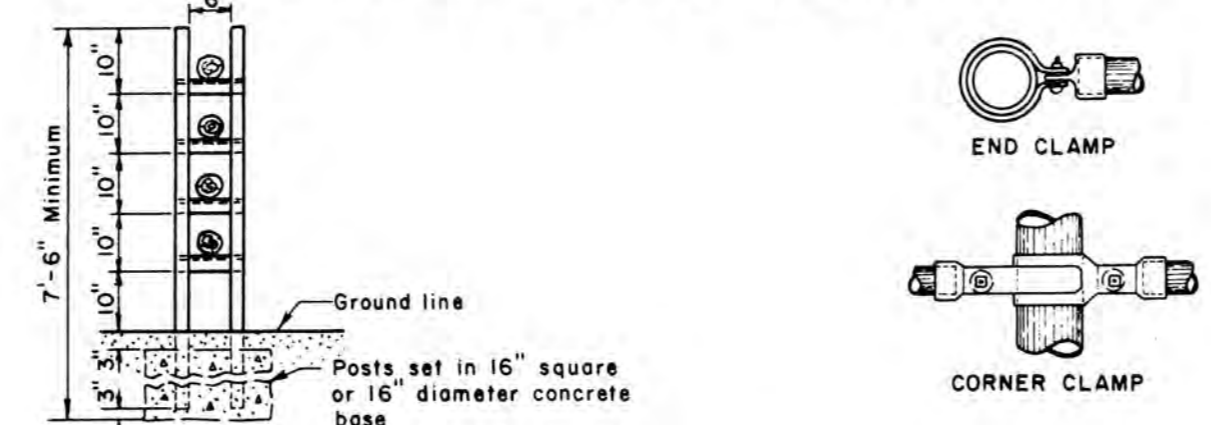 10"
10"
10"
10"
10"
7'-6" Minimum
3"
3"
Ground line
Posts set in 16" square
or 16" diameter concrete
base
END CLAMP
CORNER CLAMP